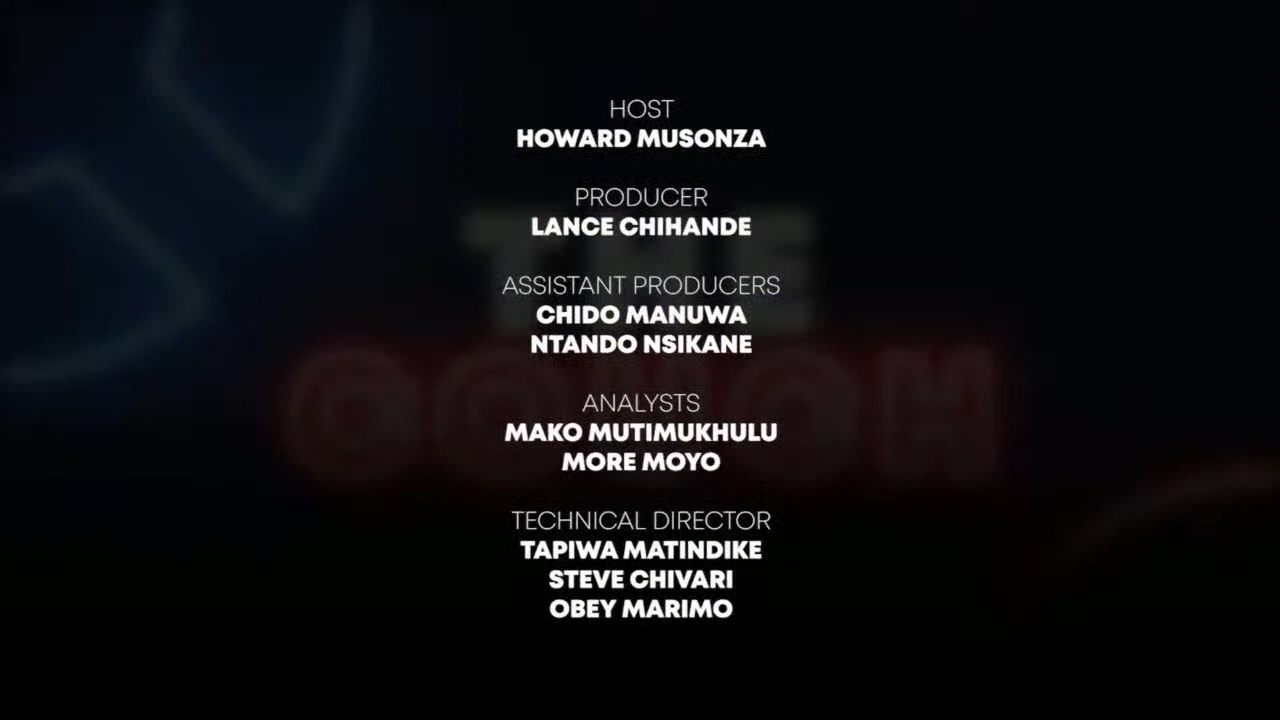 HOST
HOWARD MUSONZA
PRODUCER
LANCE CHIHANDE
ASSISTANT PRODUCERS
CHIDO MANUWA
NTANDO NSIKANE
ANALYSTS
MAKO MUTIMUKHULU
MORE MOYO
TECHNICAL DIRECTOR
TAPIWA MATINDIKE
STEVE CHIVARI
OBEY MARIMO
THE